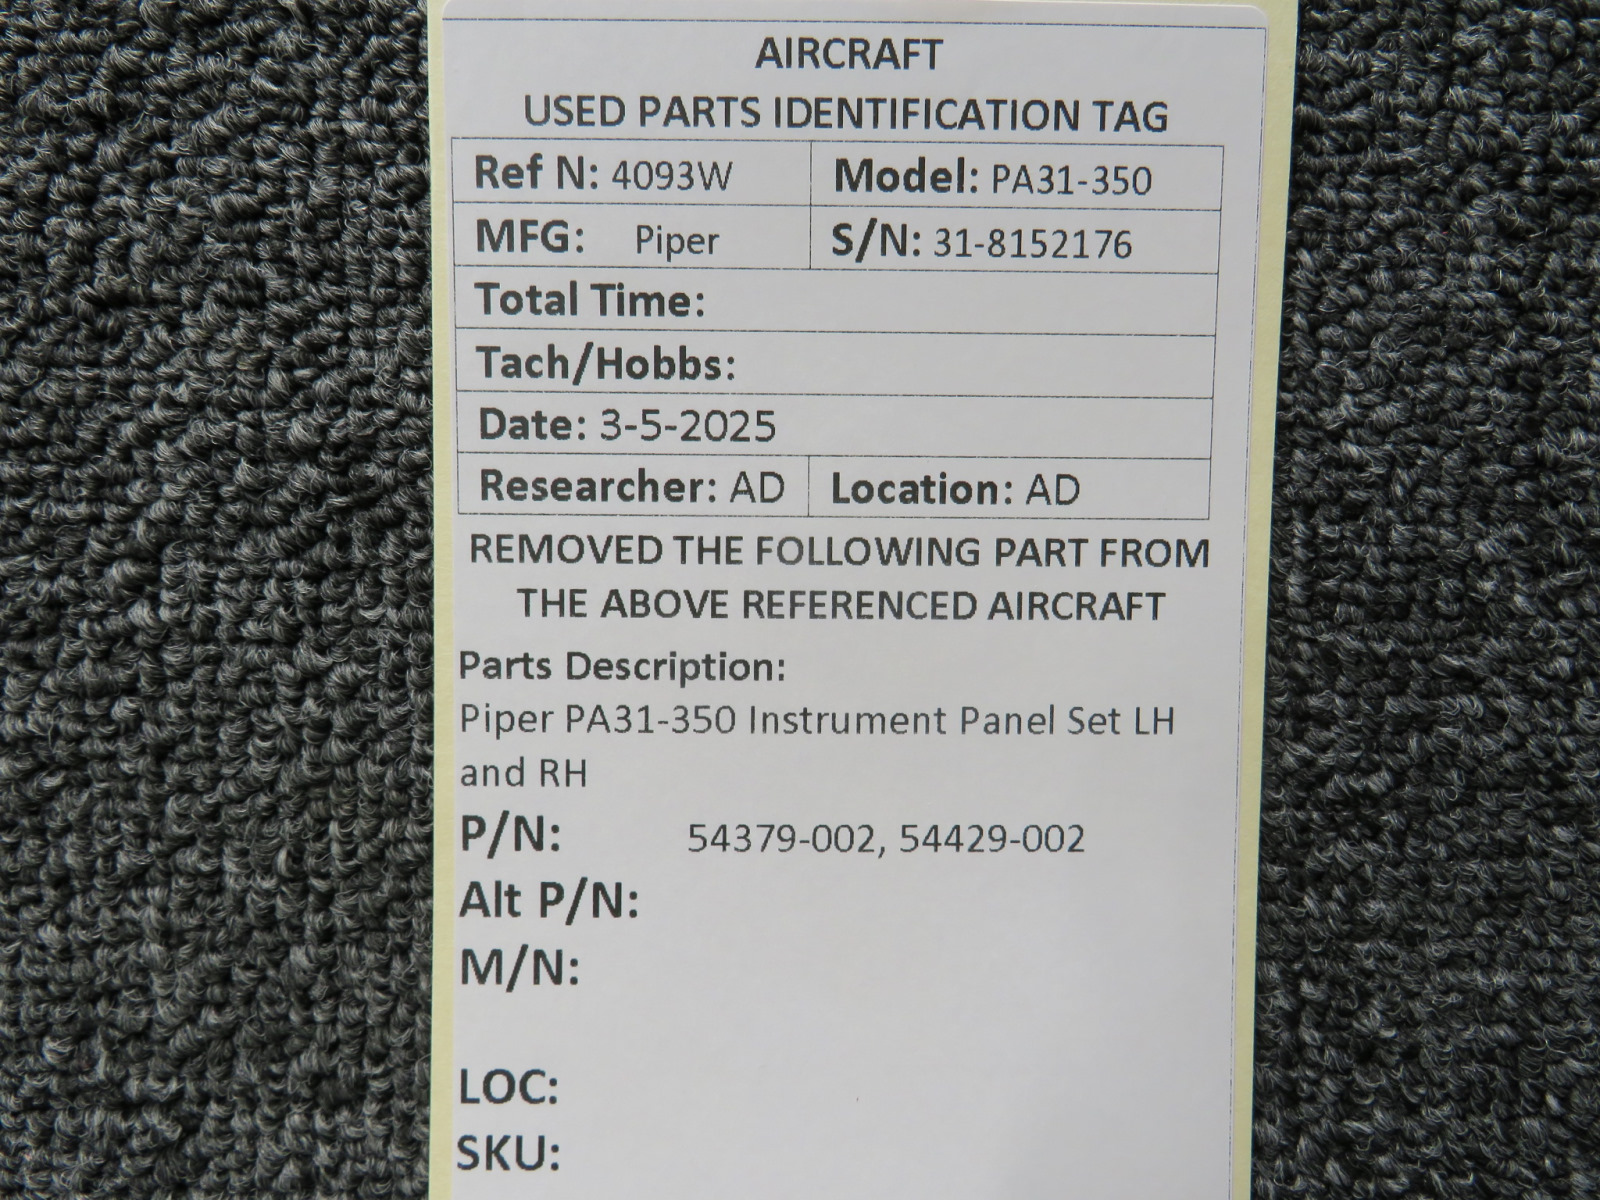 AIRCRAFT
USED PARTS IDENTIFICATION TAG
Ref N: 4093W Model: PA31-350
MFG: Piper S/N: 31-8152176
Total Time:
Tach/Hobbs:
Date: 3-5-2025
Researcher: AD Location: AD
REMOVED THE FOLLOWING PART FROM
THE ABOVE REFERENCED AIRCRAFT
Parts Description:
Piper PA31-350 Instrument Panel Set LH
and RH
P/N: 54379-002, 54429-002
Alt P/N:
M/N:
LOC:
SKU: